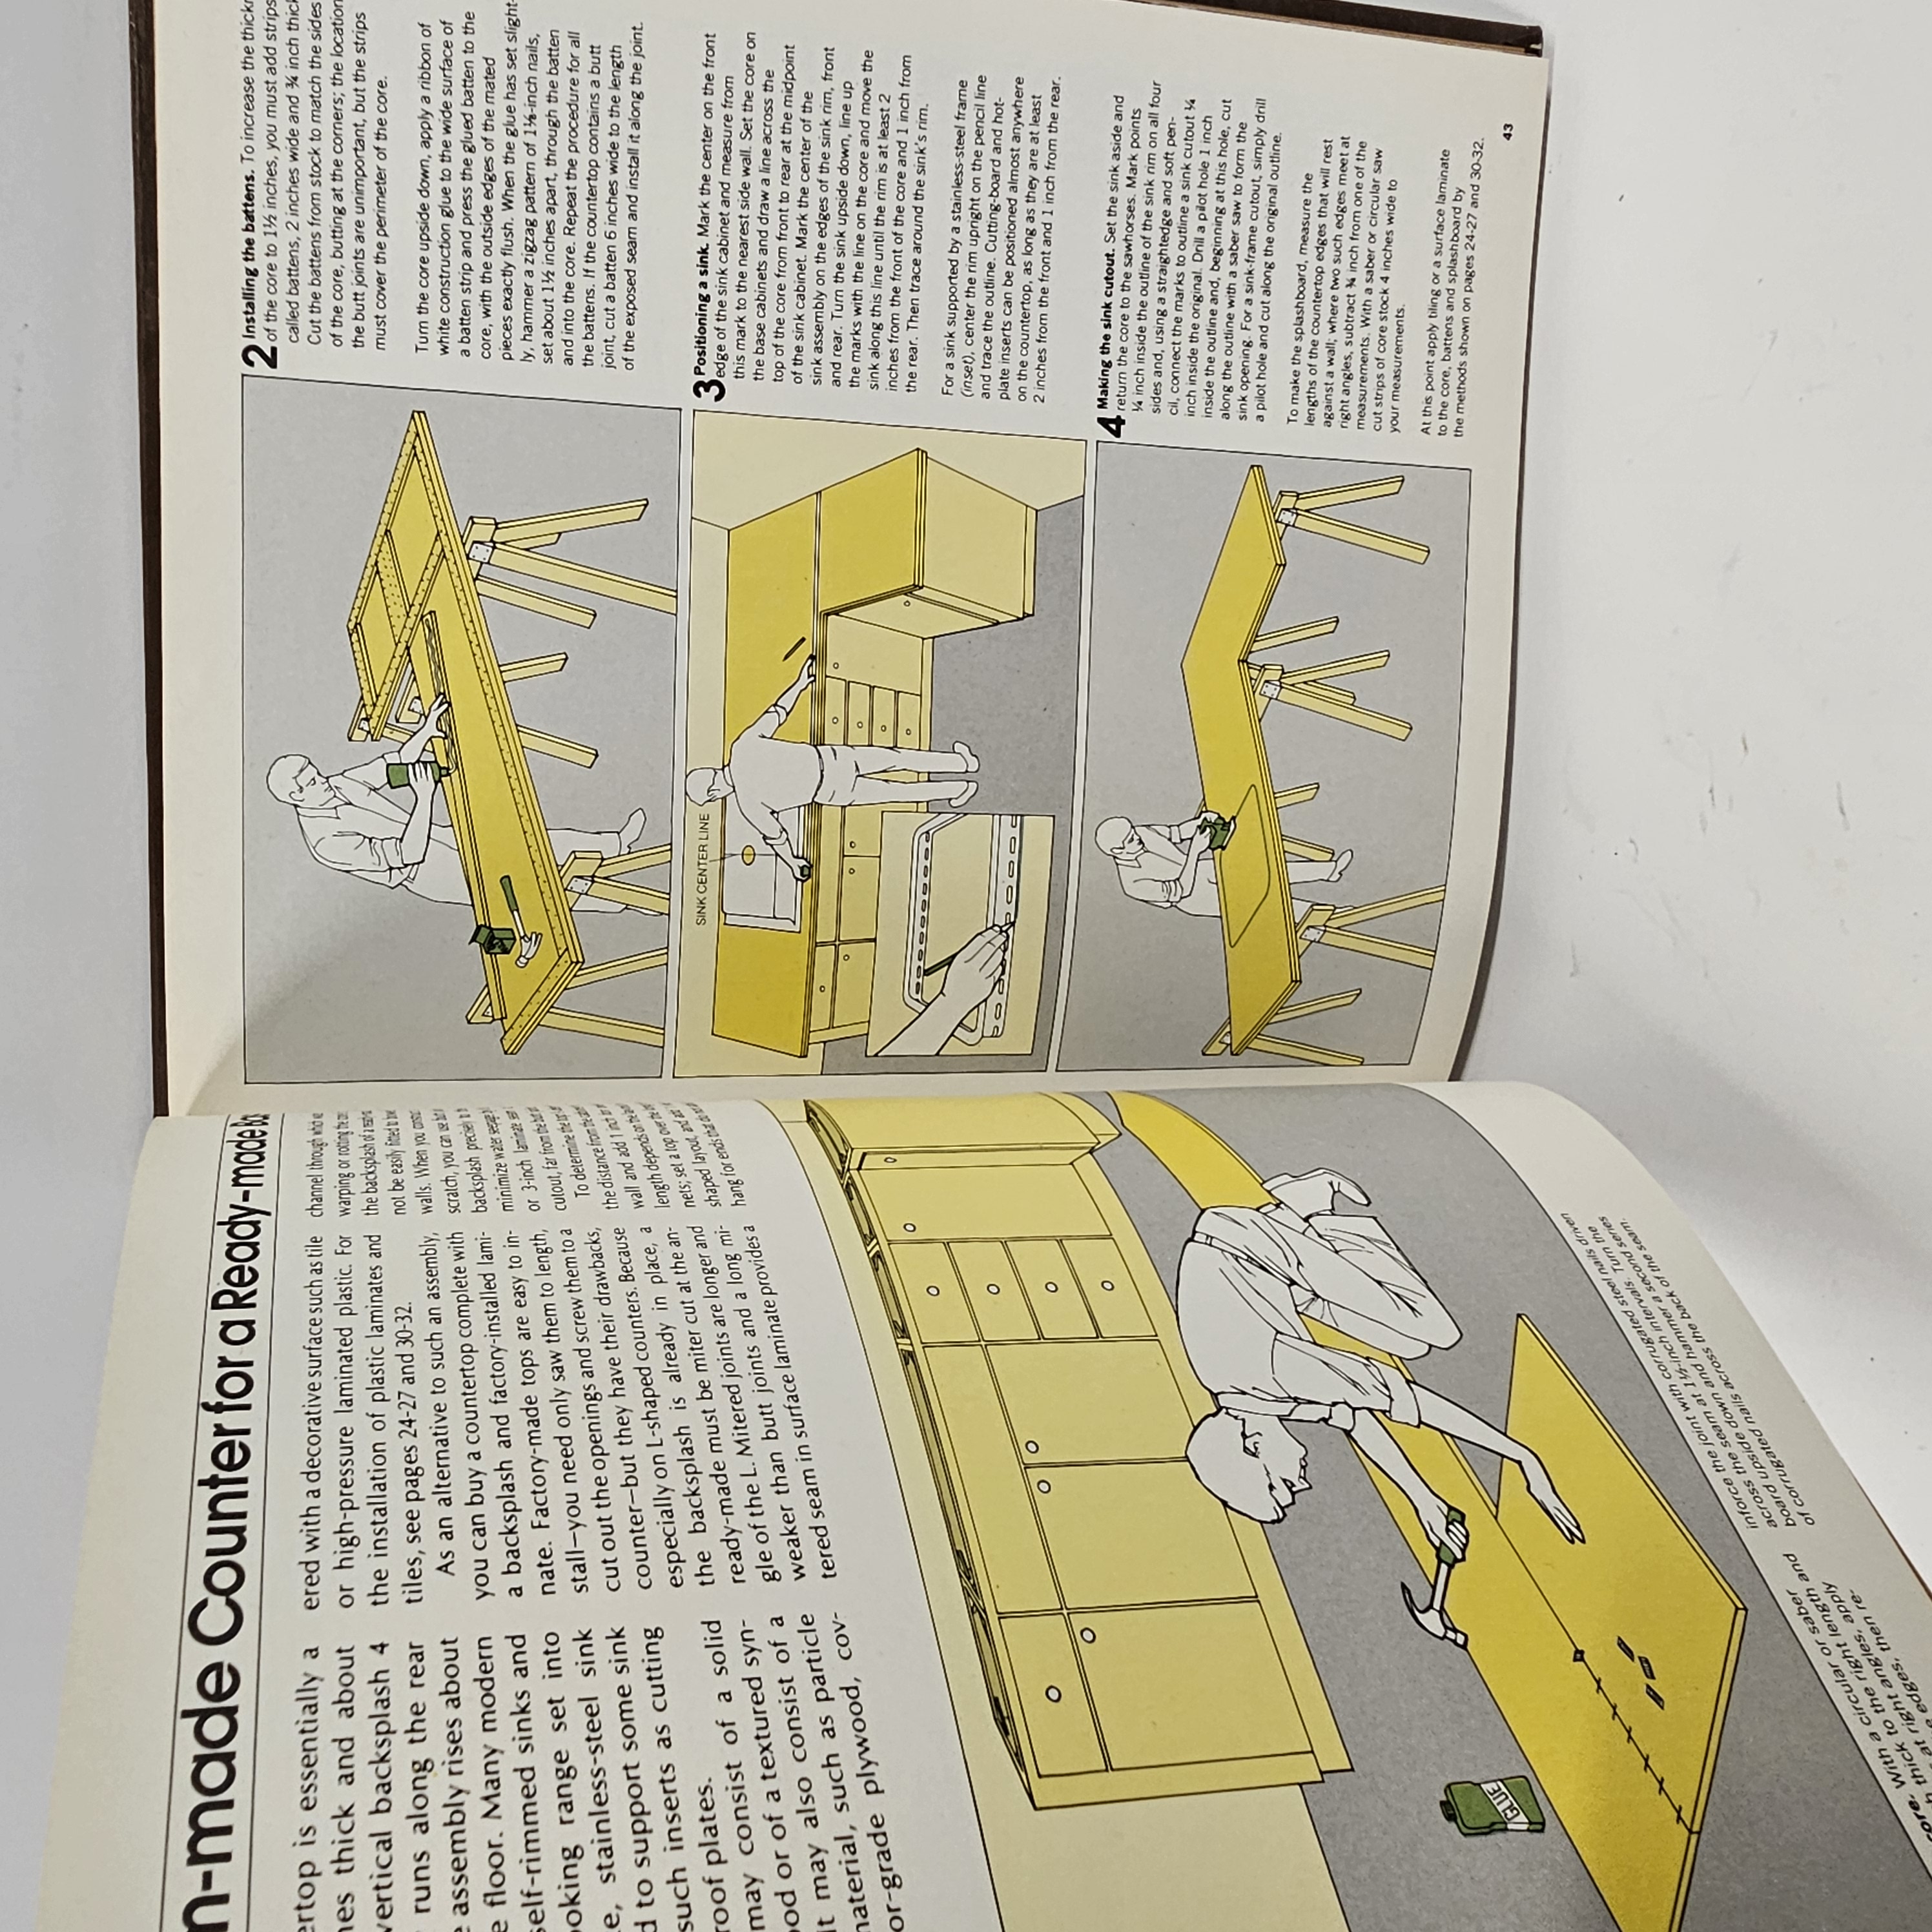 -made Counter for a Ready-made
ertop is essentially a
hes thick and about
vertical backsplash 4
runs along the rear
assembly rises about
e floor. Many modern
self-rimmed sinks and
ooking range set into
e, stainless-steel sink
d to support some sink
such inserts as cutting
roof plates.
may consist of a solid
ood or of a textured syn-
It may also consist of a
material, such as particle
or-grade plywood, cov-
ered with a decorative surface such as tile
or high-pressure laminated plastic. For
the installation of plastic laminates and
tiles, see pages 24-27 and 30-32.
As an alternative to such an assembly,
you can buy a countertop complete with
a backsplash and factory-installed lami-
nate. Factory-made tops are easy to in-
stall—you need only saw them to length,
cut out the openings and screw them to a
counter—but they have their drawbacks,
especially on L-shaped counters. Because
the backsplash is already in place, a
ready-made must be miter cut at the an-
gle of the L. Mitered joints are longer and
weaker than butt joints and a long mi-
tered seam in surface laminate provides a
channel through which
warping or rotting the
the backsplash of a
not be easily fitted to
walls. When you
scratch, you can use
backsplash precisely to
minimize water seepage
or 3-inch laminate
cutout, far from the
To determine the
the distance from the
wall and add 1 inch
length depends on the
nets; set a top over the
shaped layout, and add
hang for ends that do
GLUE
core. With a circular or saber
thick to the right length and
at right angles, apply
edges, then re-
inforce the joint with corrugated steel nails driven
across the seam at 1½-inch intervals. Turn the
board upside down and hammer a second series
of corrugated nails across the back of the seam.
2 Installing the battens. To increase the
of the core to 1½ inches, you must add strips
called battens, 2 inches wide and ¾ inch
Cut the battens from stock to match the sides
of the core, butting at the corners; the location
the butt joints are unimportant, but the strips
must cover the perimeter of the core.
Turn the core upside down, apply a ribbon of
white construction glue to the wide surface of
a batten strip and press the glued batten to the
core, with the outside edges of the mated
pieces exactly flush. When the glue has set slight-
ly, hammer a zigzag pattern of 1⅛-inch nails,
set about 1½ inches apart, through the batten
and into the core. Repeat the procedure for all
the battens. If the countertop contains a butt
joint, cut a batten 6 inches wide to the length
of the exposed seam and install it along the joint.
SINK CENTER LINE
3 Positioning a sink. Mark the center on the front
edge of the sink cabinet and measure from
this mark to the nearest side wall. Set the core on
the base cabinets and draw a line across the
top of the core from front to rear at the midpoint
of the sink cabinet. Mark the center of the
sink assembly on the edges of the sink rim, front
and rear. Turn the sink upside down, line up
the marks with the line on the core and move the
sink along this line until the rim is at least 2
inches from the front of the core and 1 inch from
the rear. Then trace around the sink's rim.
For a sink supported by a stainless-steel frame
(inset), center the rim upright on the pencil line
and trace the outline. Cutting-board and hot-
plate inserts can be positioned almost anywhere
on the countertop, as long as they are at least
2 inches from the front and 1 inch from the rear.
4 Making the sink cutout. Set the sink aside and
return the core to the sawhorses. Mark points
¼ inch inside the outline of the sink rim on all four
sides and, using a straightedge and soft pen-
cil, connect the marks to outline a sink cutout ¼
inch inside the original. Drill a pilot hole 1 inch
inside the outline and, beginning at this hole, cut
along the outline with a saber saw to form the
sink opening. For a sink-frame cutout, simply drill
a pilot hole and cut along the original outline.
To make the splashboard, measure the
lengths of the countertop edges that will rest
against a wall; where two such edges meet at
right angles, subtract ¾ inch from one of the
measurements. With a saber or circular saw
cut strips of core stock 4 inches wide to
your measurements.
At this point apply tiling or a surface laminate
to the core, battens and splashboard by
the methods shown on pages 24-27 and 30-32.
43